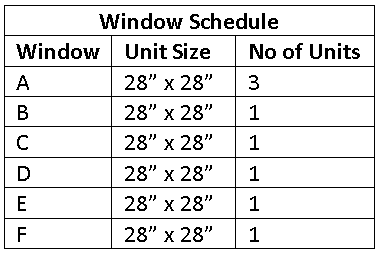 Window Schedule
Window Unit Size No of Units
A 28” x 28” 3
B 28” x 28” 1
C 28” x 28” 1
D 28” x 28” 1
E 28” x 28” 1
F 28” x 28” 1